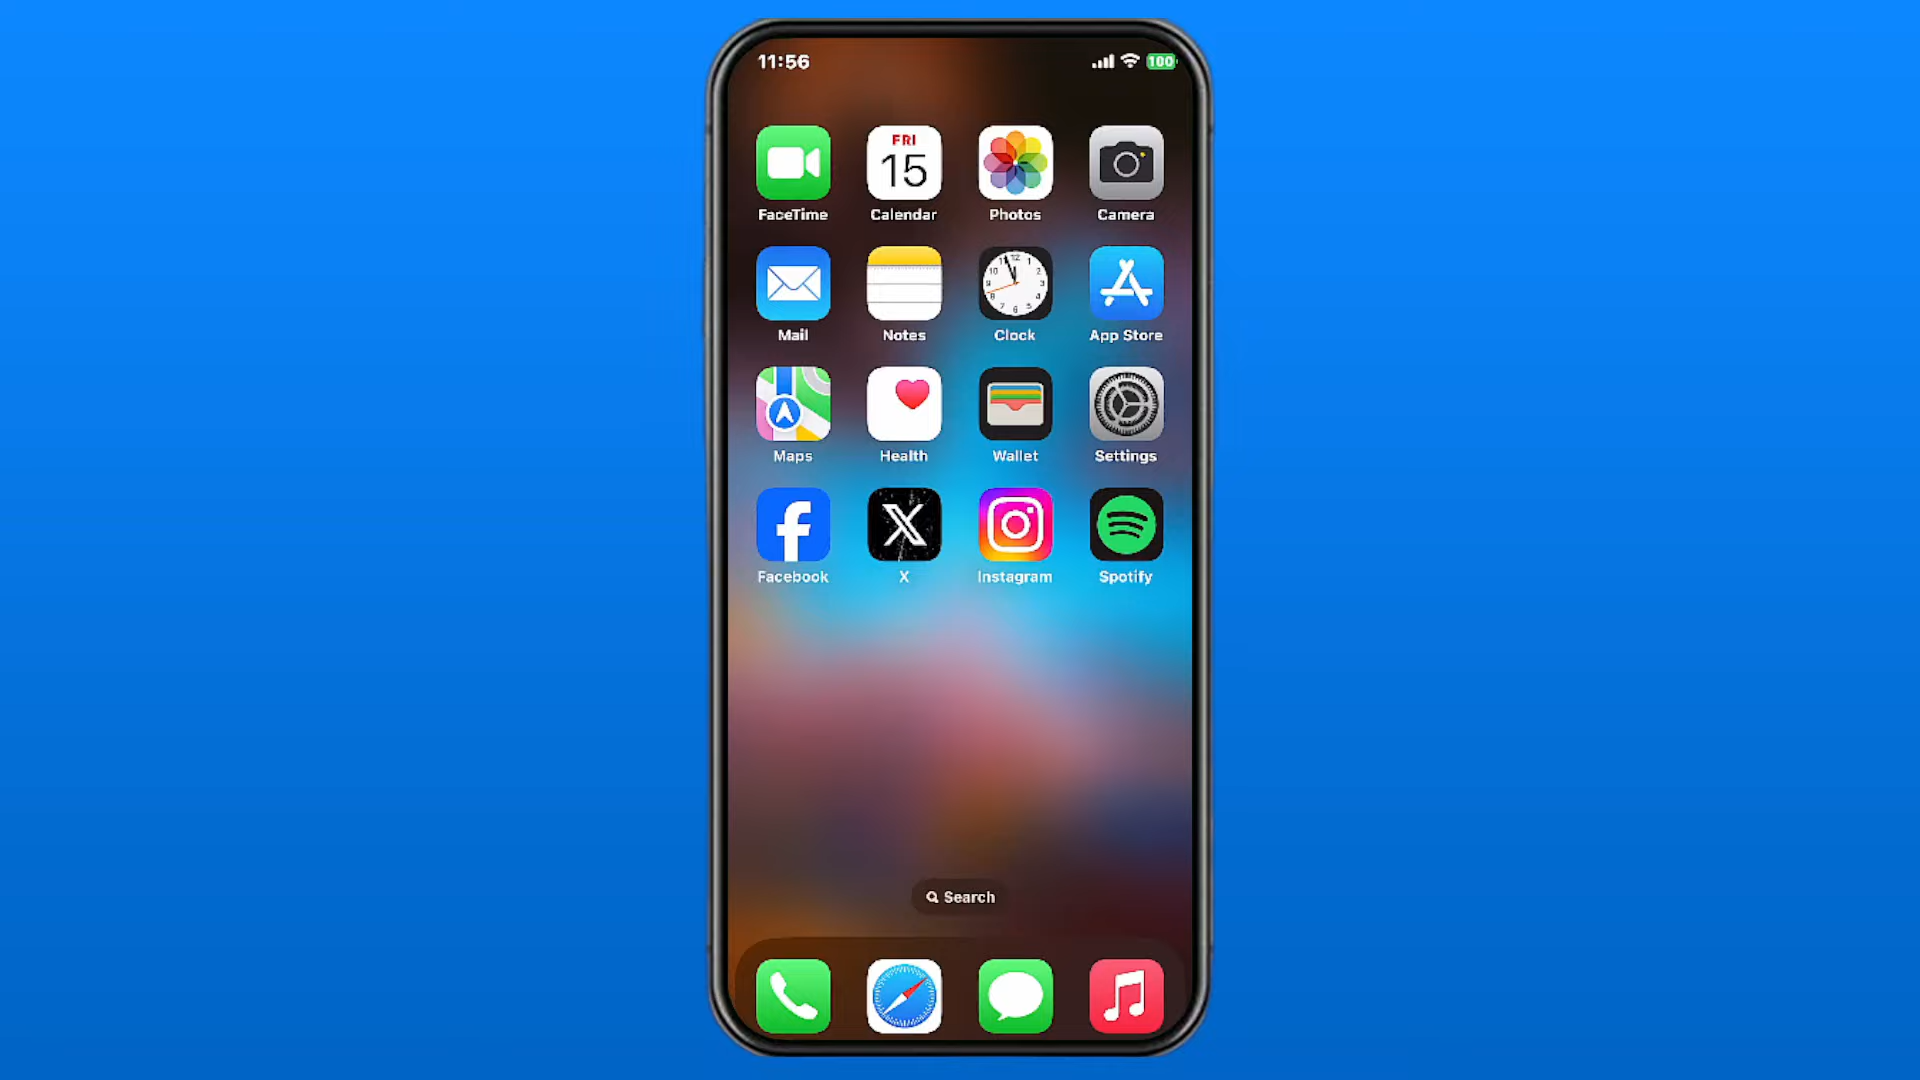 11:56
100
FRI
15
FaceTime Calendar Photos Camera
Mail Notes Clock App Store
Maps Health Wallet Settings
Facebook X Instagram Spotify
Search